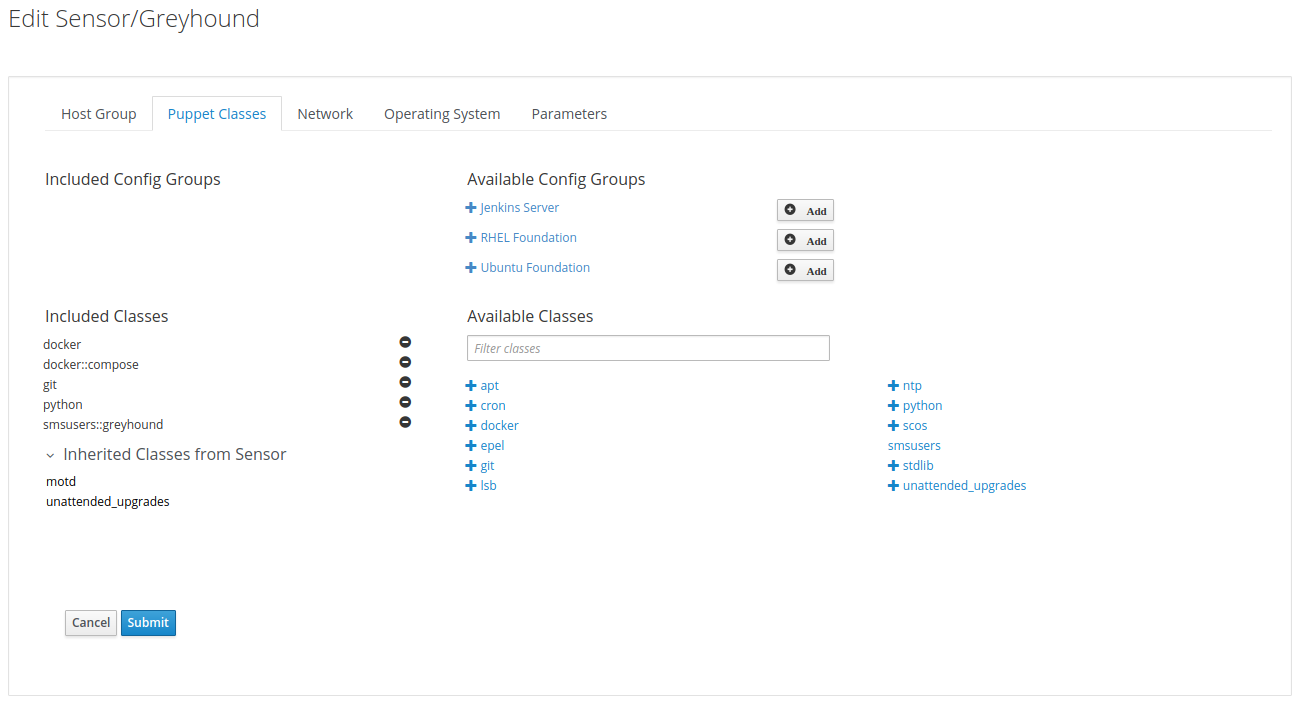 Edit Sensor/Greyhound
Host Group Puppet Classes Network Operating System Parameters
Included Config Groups
Available Config Groups
Jenkins Server Add
RHEL Foundation Add
Ubuntu Foundation Add
Included Classes
docker
docker::compose
git
python
smsusers::greyhound
Inherited Classes from Sensor
motd
unattended_upgrades
Available Classes
Filter classes
apt
cron
docker
epel
git
lsb
ntp
python
scos
smsusers
stdlib
unattended_upgrades
Cancel Submit